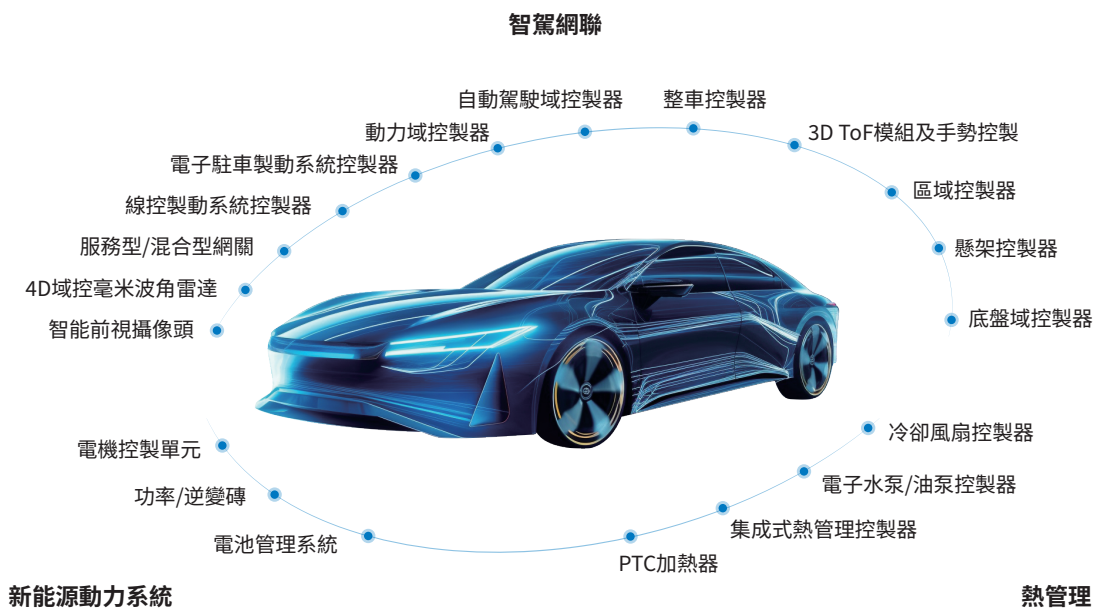 智駕網聯
自動駕駛域控製器
整車控製器
動力域控製器
3D ToF模組及手勢控製
電子駐車製動系統控製器
區域控製器
線控製動系統控製器
服務型/混合型網關
懸架控製器
4D域控毫米波角雷達
智能前視攝像頭
底盤域控製器
電機控製單元
冷卻風扇控製器
功率/逆變磚
電子水泵/油泵控製器
電池管理系統
集成式熱管理控製器
PTC加熱器
新能源動力系統
熱管理